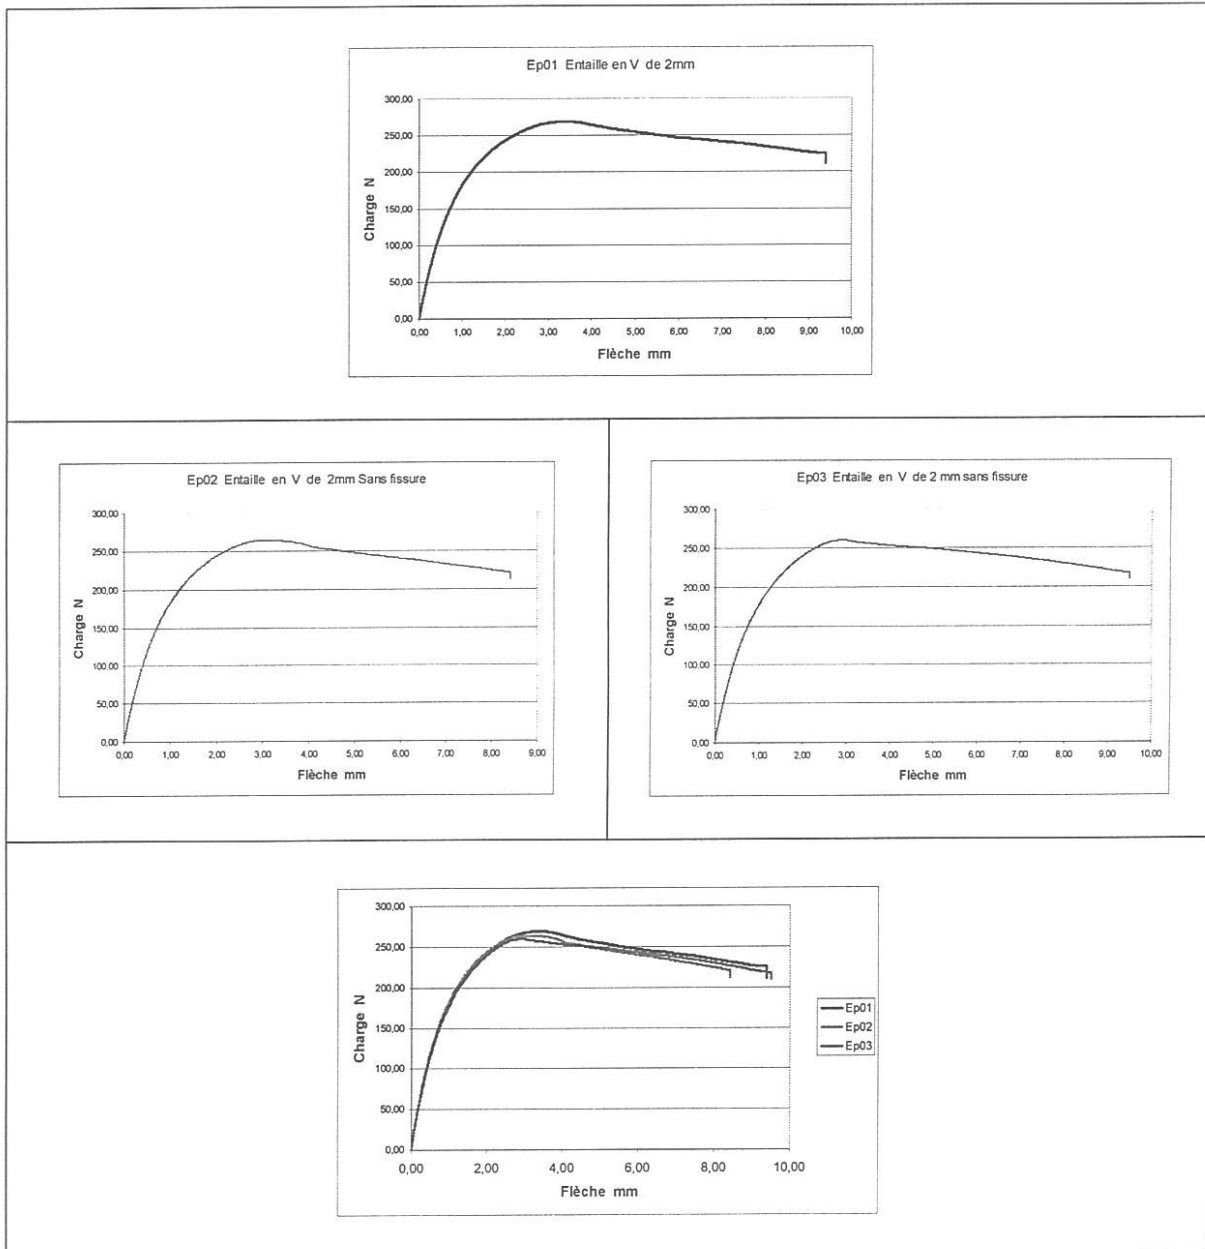 Ep01 Entaille en V de 2mm
300,00
250,00
200,00
150,00
100,00
50,00
0,00
Charge N
0,00 1,00 2,00 3,00 4,00 5,00 6,00 7,00 8,00 9,00 10,00
Flèche mm
Ep02 Entaille en V de 2mm Sans fissure
300,00
250,00
200,00
150,00
100,00
50,00
0,00
Charge N
0,00 1,00 2,00 3,00 4,00 5,00 6,00 7,00 8,00 9,00
Flèche mm
Ep03 Entaille en V de 2 mm sans fissure
300,00
250,00
200,00
150,00
100,00
50,00
0,00
Charge N
0,00 1,00 2,00 3,00 4,00 5,00 6,00 7,00 8,00 9,00 10,00
Flèche mm
300,00
250,00
200,00
150,00
100,00
50,00
0,00
Charge N
0,00 2,00 4,00 6,00 8,00 10,00
Flèche mm
Ep01
Ep02
Ep03